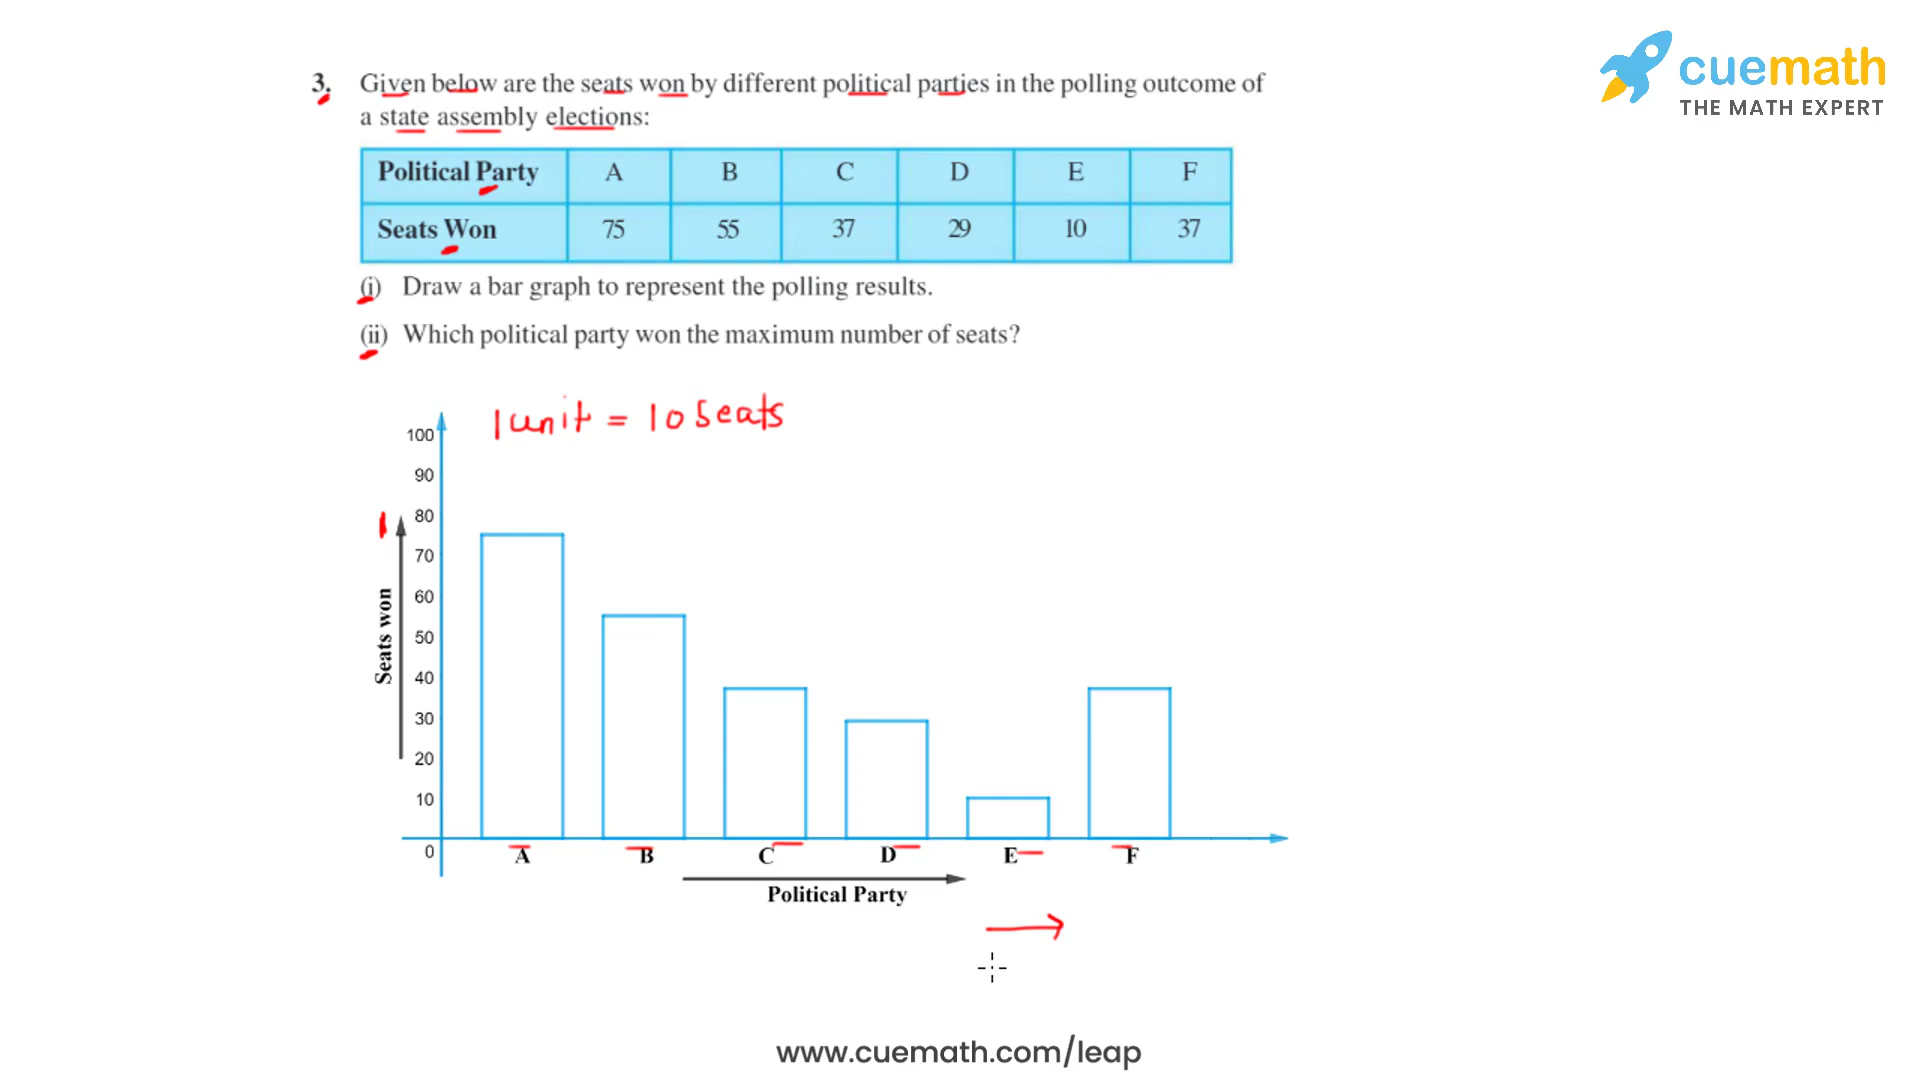 cuemath
THE MATH EXPERT
3. Given below are the seats won by different political parties in the polling outcome of
a state assembly elections:
Political Party A B C D E F
Seats Won 75 55 37 29 10 37
(i) Draw a bar graph to represent the polling results.
(ii) Which political party won the maximum number of seats?
1 unit = 10 Seats
100
90
80
70
60
50
40
30
20
10
0
Seats won
A B C D E F
Political Party
www.cuemath.com/leap